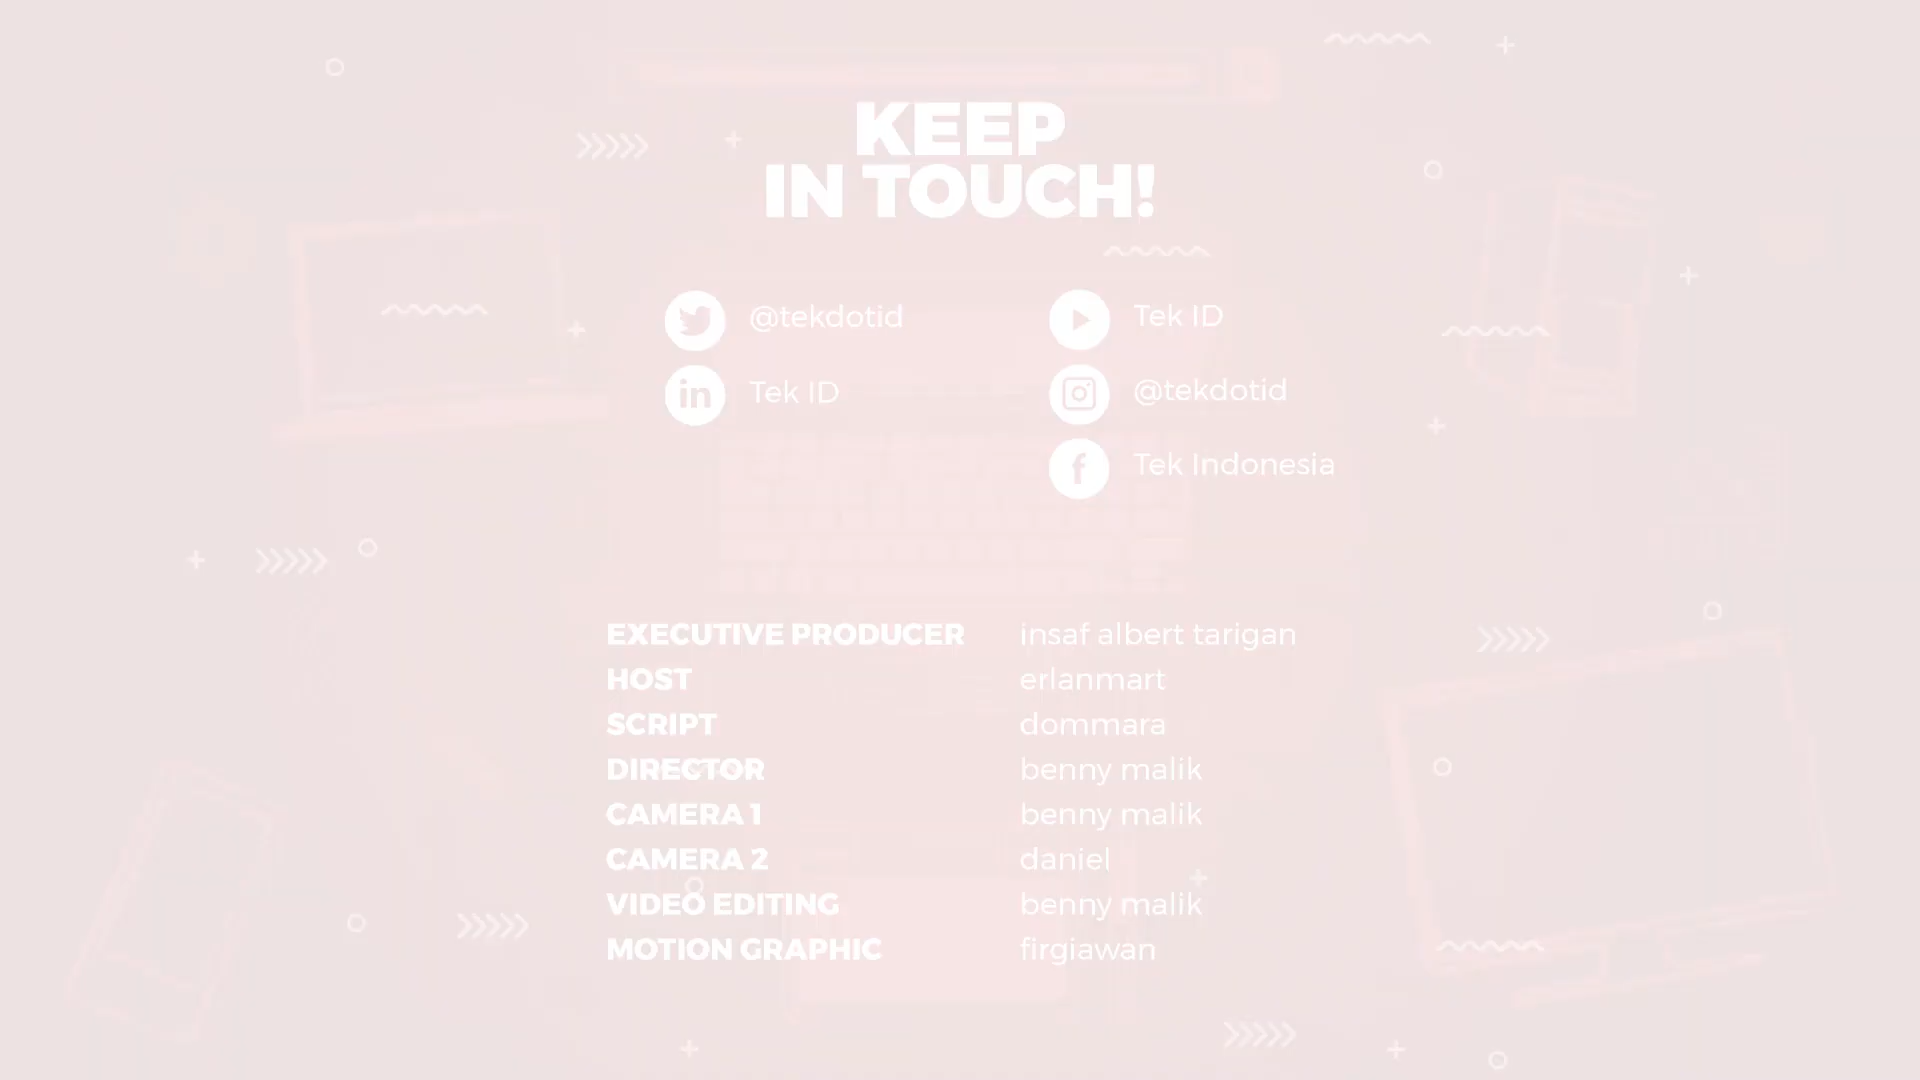 KEEP
IN TOUCH!
@tekdotid
Tek ID
Tek ID
@tekdotid
Tek Indonesia
EXECUTIVE PRODUCER insaf albert tarigan
HOST erlanmart
SCRIPT dommara
DIRECTOR benny malik
CAMERA 1 benny malik
CAMERA 2 daniel
VIDEO EDITING benny malik
MOTION GRAPHIC firgiawan